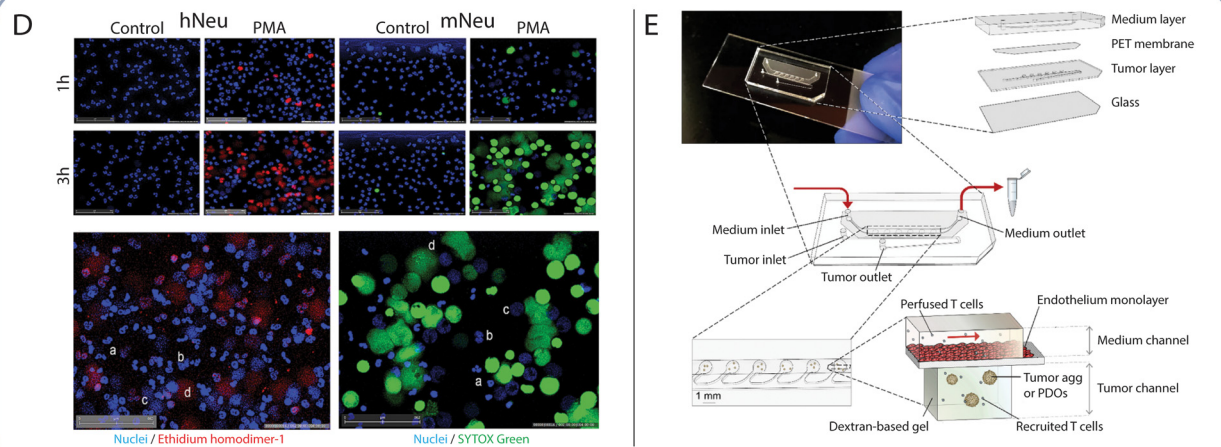 D
hNeu
mNeu
Control
PMA
Control
PMA
1h
3h
a
b
c
d
d
c
b
a
Nuclei / Ethidium homodimer-1
Nuclei / SYTOX Green
E
Medium layer
PET membrane
Tumor layer
Glass
Medium inlet
Medium outlet
Tumor inlet
Tumor outlet
Perfused T cells
Endothelium monolayer
Medium channel
Tumor agg
or PDOs
Tumor channel
1 mm
Dextran-based gel
Recruited T cells